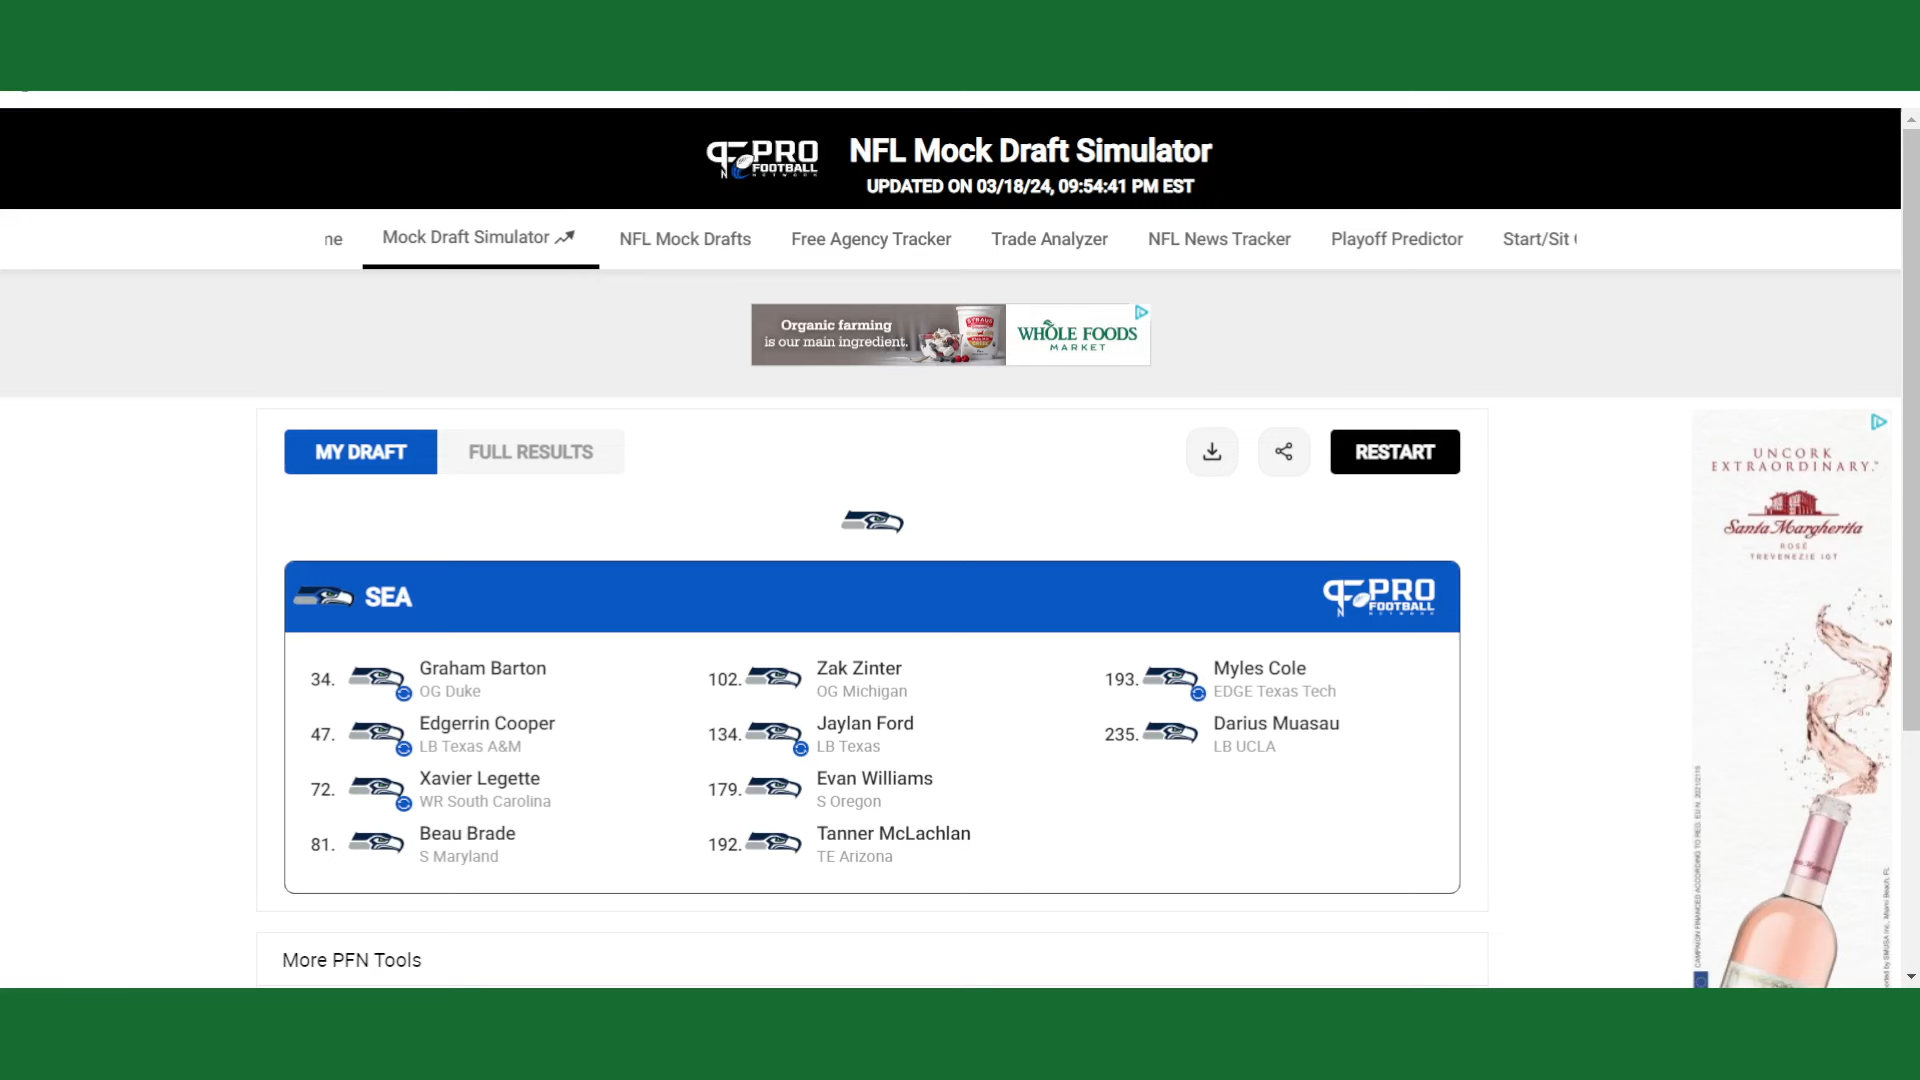 PRO
FOOTBALL
NETWORK
NFL Mock Draft Simulator
UPDATED ON 03/18/24, 09:54:41 PM EST
ne
Mock Draft Simulator
NFL Mock Drafts
Free Agency Tracker
Trade Analyzer
NFL News Tracker
Playoff Predictor
Start/Sit
Organic farming
is our main ingredient.
WHOLE FOODS
MARKET
MY DRAFT
FULL RESULTS
RESTART
SEA
PRO
FOOTBALL
NETWORK
34.
Graham Barton
OG Duke
47.
Edgerrin Cooper
LB Texas A&M
72.
Xavier Legette
WR South Carolina
81.
Beau Brade
S Maryland
102.
Zak Zinter
OG Michigan
134.
Jaylan Ford
LB Texas
179.
Evan Williams
S Oregon
192.
Tanner McLachlan
TE Arizona
193.
Myles Cole
EDGE Texas Tech
235.
Darius Muasau
LB UCLA
More PFN Tools
UNCORK
EXTRAORDINARY.™
Santa Margherita
ROSÉ
TREVENEZIE IGT